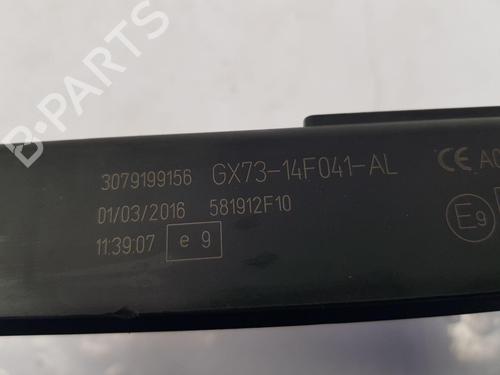 B-PARTS
3079199156 GX73-14F041-AL
01/03/2016 581912F10
11:39:07 e 9
CE
E9